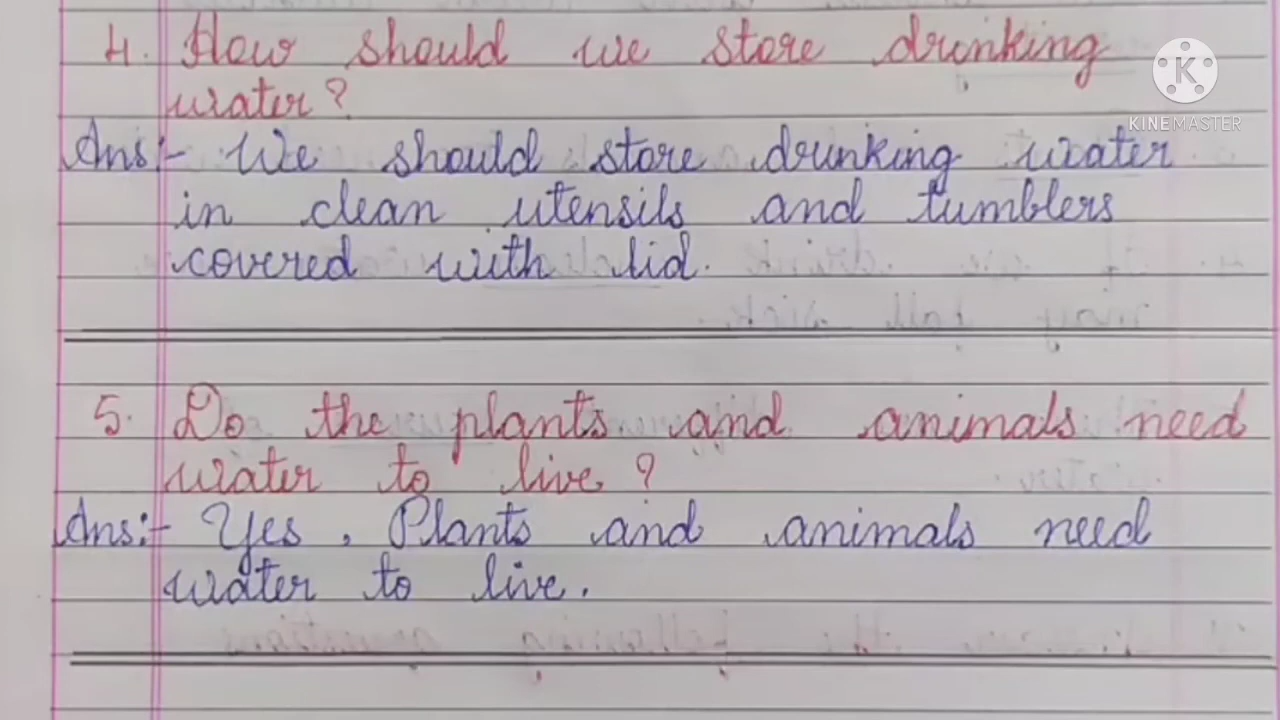 4. How should we store drinking
water?
Ans:- We should store drinking water
in clean utensils and tumblers
covered with lid.
5. Do the plants and animals need
water to live?
Ans:- Yes, Plants and animals need
water to live.
K
KINEMASTER